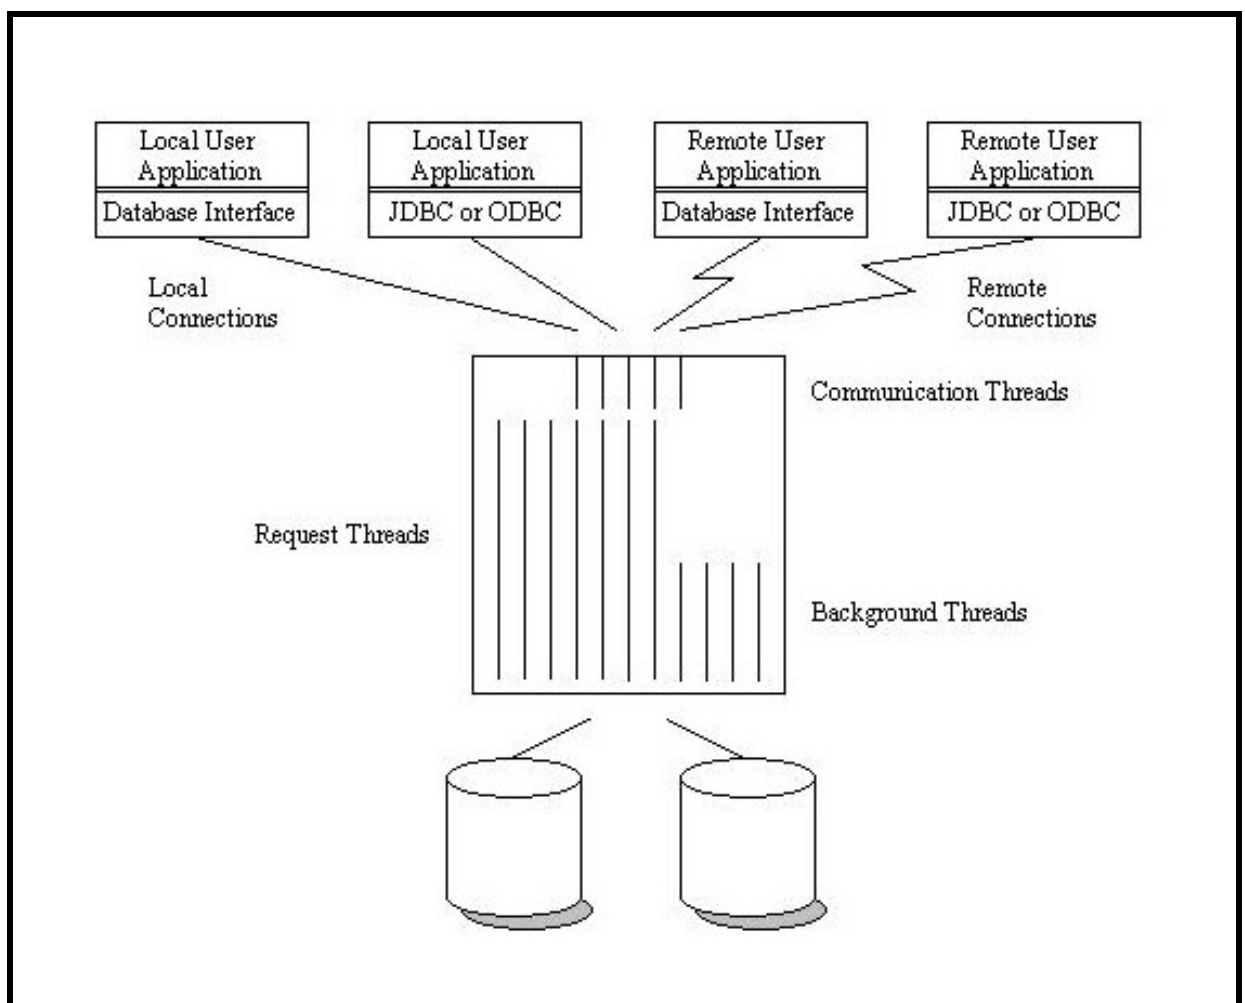 Local User
Application
Database Interface
Local User
Application
JDBC or ODBC
Remote User
Application
Database Interface
Remote User
Application
JDBC or ODBC
Local
Connections
Remote
Connections
Communication Threads
Request Threads
Background Threads